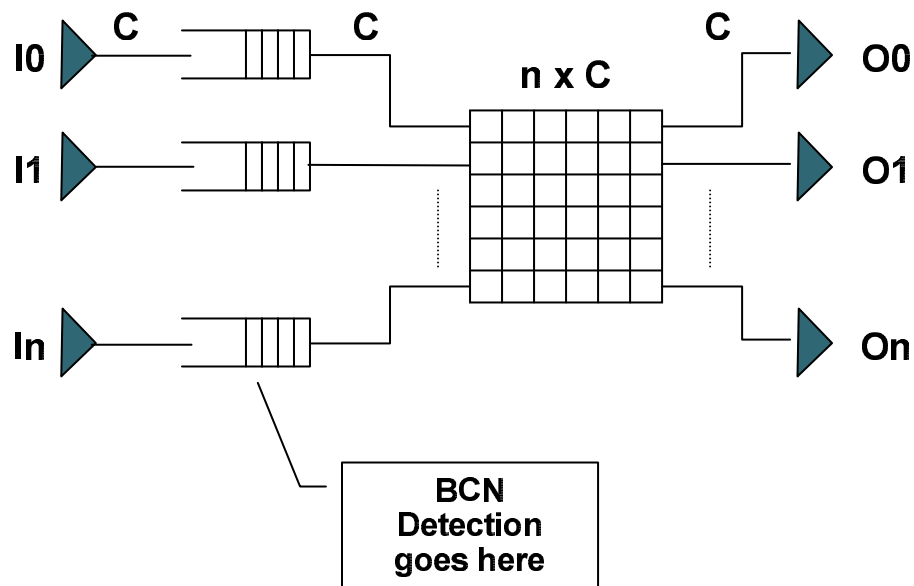 C
C
C
I0
O0
n x C
I1
O1
In
On
BCN
Detection
goes here